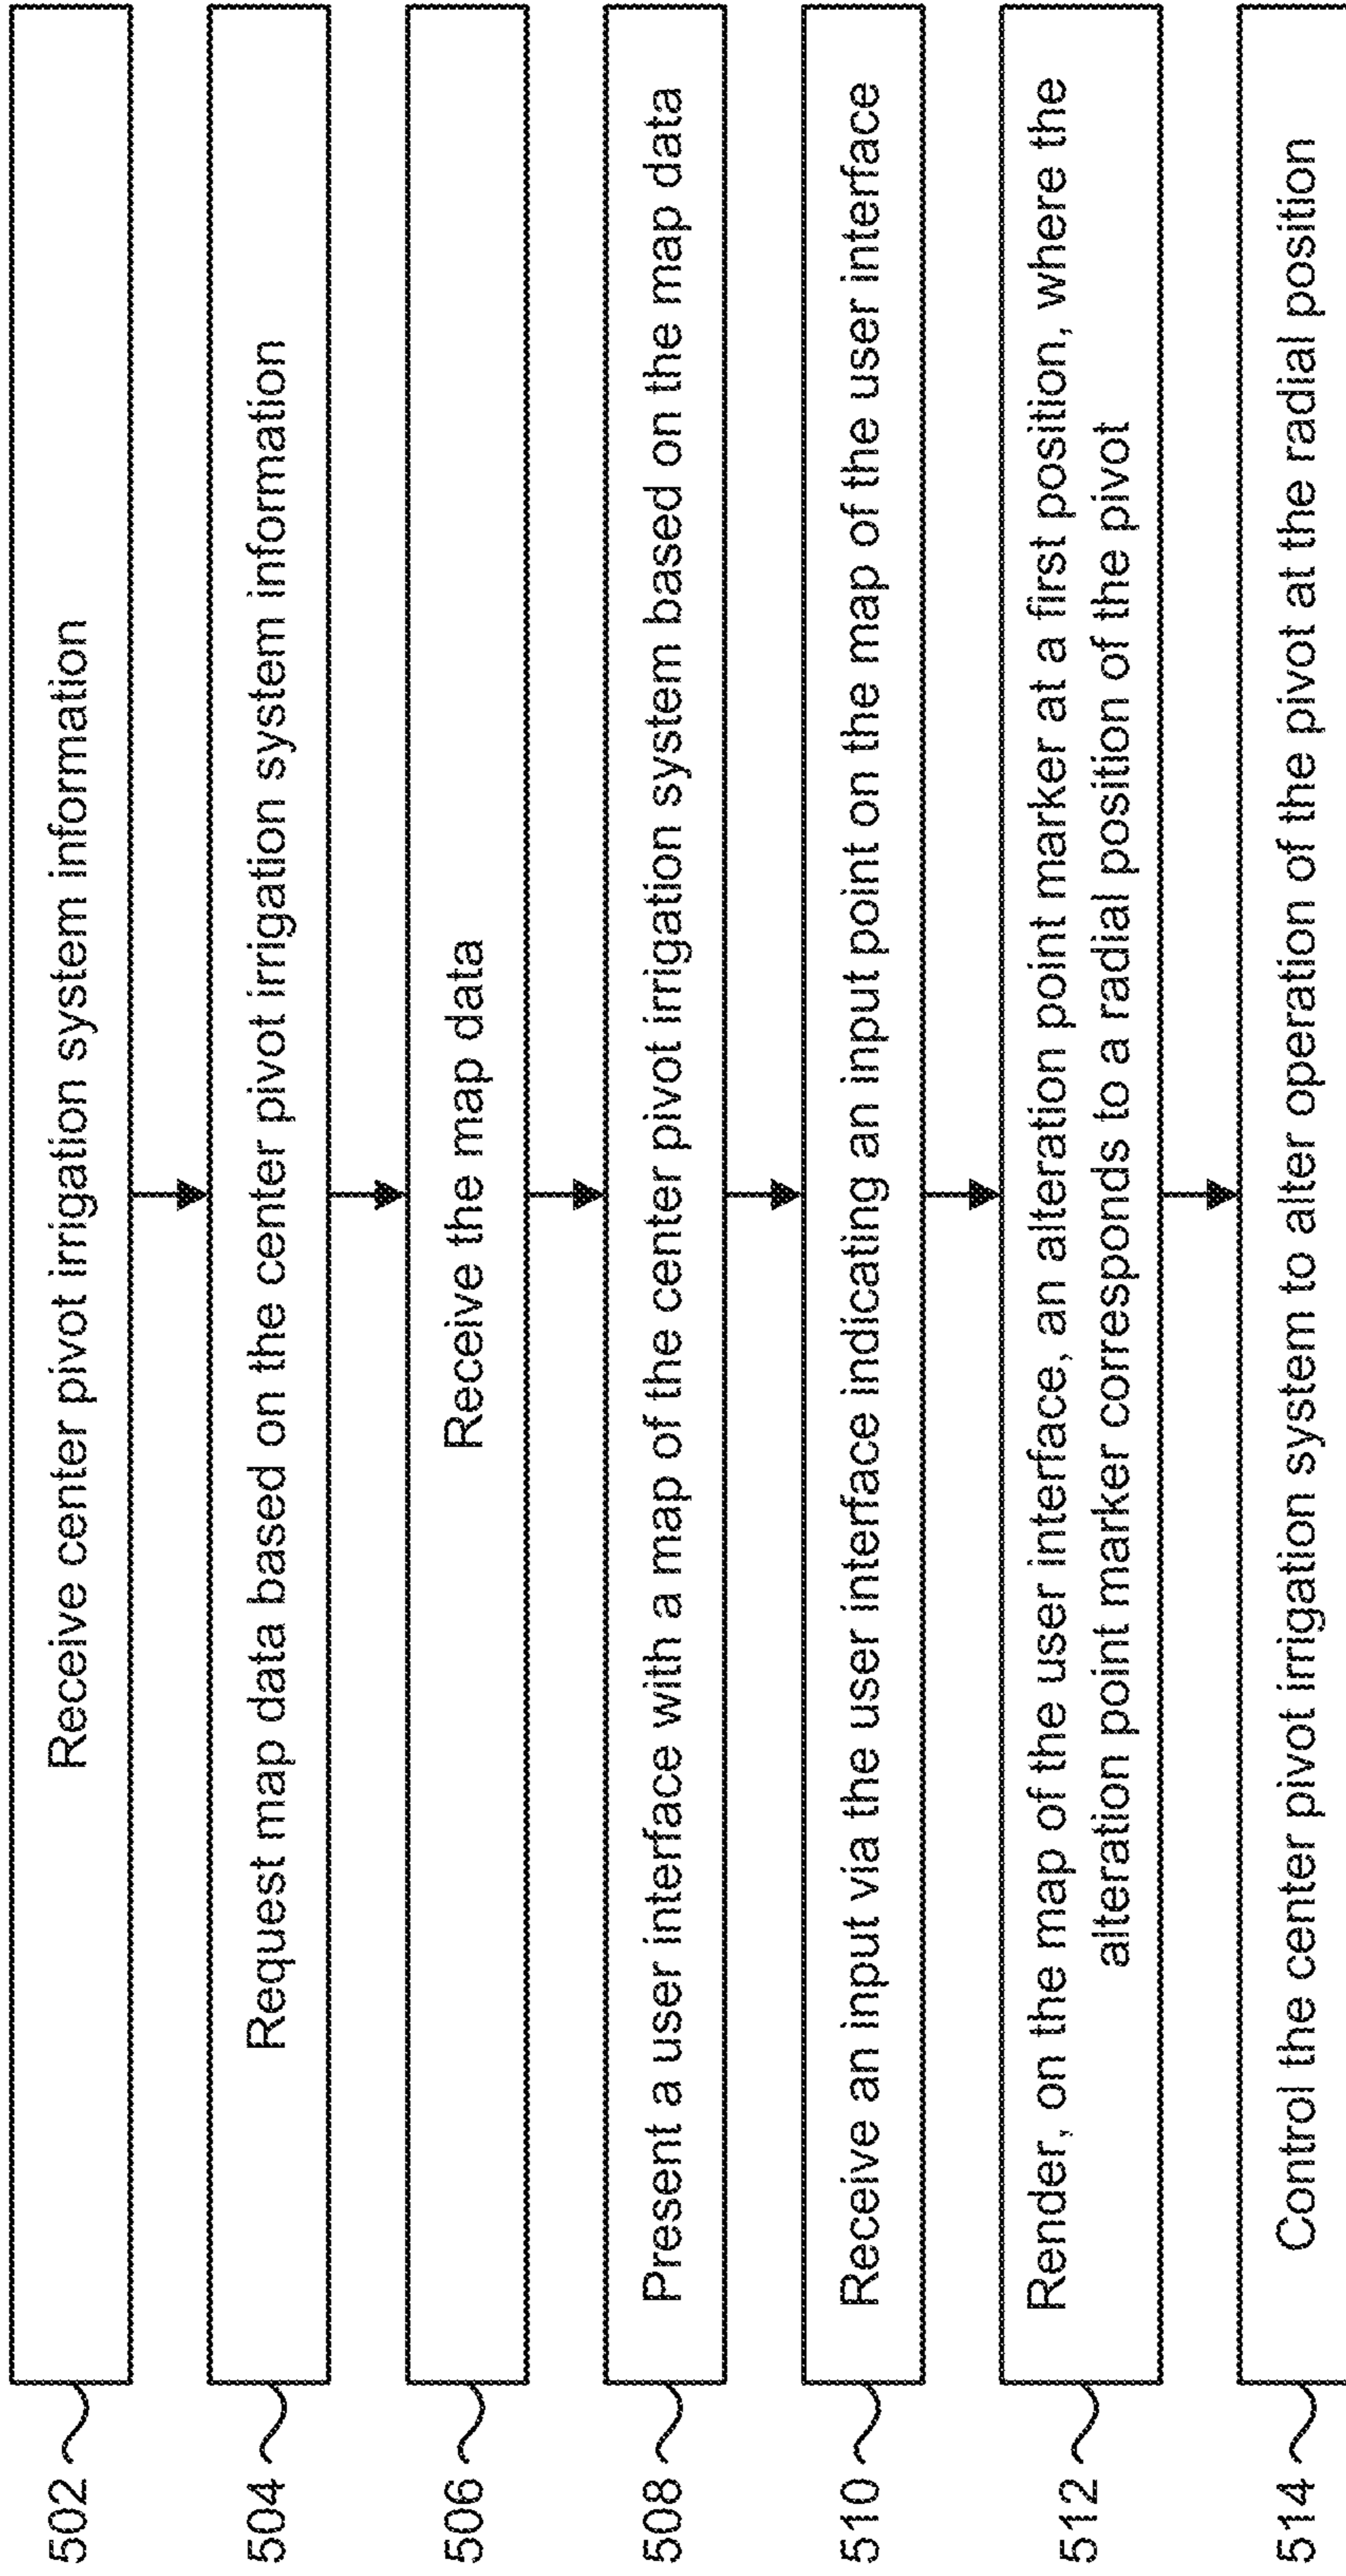 502 Receive center pivot irrigation system information
504 Request map data based on the center pivot irrigation system information
506 Receive the map data
508 Present a user interface with a map of the center pivot irrigation system based on the map data
510 Receive an input via the user interface indicating an input point on the map of the user interface
512 Render, on the map of the user interface, an alteration point marker at a first position, where the
alteration point marker corresponds to a radial position of the pivot
514 Control the center pivot irrigation system to alter operation of the pivot at the radial position